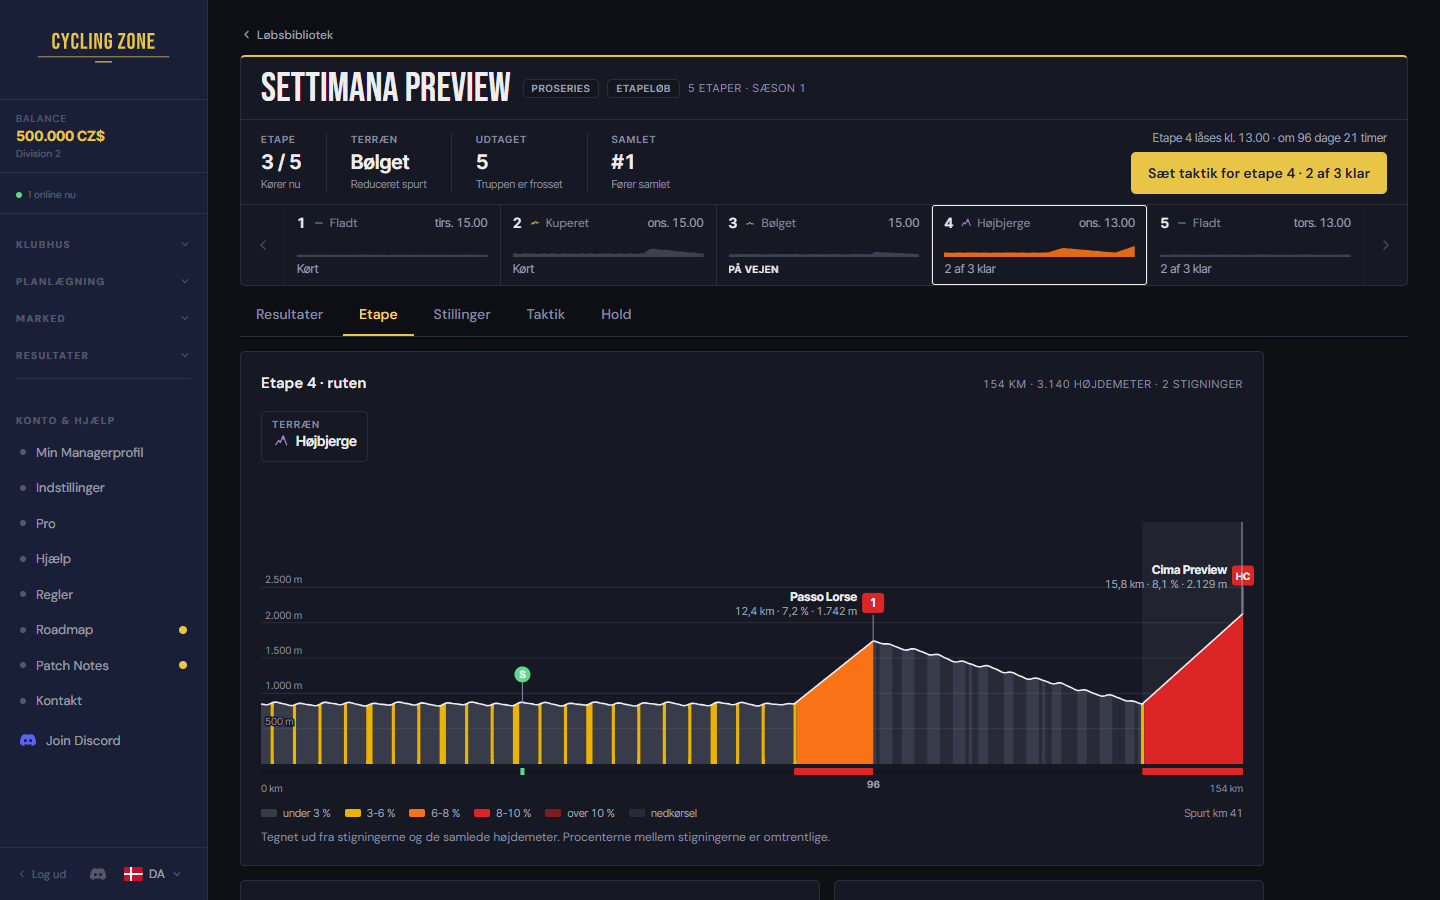 CYCLING ZONE
BALANCE
500.000 CZ$
Division 2
1 online nu
KLUBHUS
PLANLÆGNING
MARKED
RESULTATER
KONTO & HJÆLP
Min Managerprofil
Indstillinger
Pro
Hjælp
Regler
Roadmap
Patch Notes
Kontakt
Join Discord
Log ud
DA
Løbsbibliotek
SETTIMANA PREVIEW PROSERIES ETAPELØB 5 ETAPER · SÆSON 1
ETAPE TERRÆN UDTAGET SAMLET
3 / 5 Bølget 5 #1
Kører nu Reduceret spurt Truppen er frosset Fører samlet
Etape 4 låses kl. 13.00 · om 96 dage 21 timer
Sæt taktik for etape 4 · 2 af 3 klar
1 Fladt tirs. 15.00
Kørt
2 Kuperet ons. 15.00
Kørt
3 Bølget 15.00
PÅ VEJEN
4 Højbjerge ons. 13.00
2 af 3 klar
5 Fladt tors. 13.00
2 af 3 klar
Resultater Etape Stillinger Taktik Hold
Etape 4 · ruten
154 KM · 3.140 HØJDEMETER · 2 STIGNINGER
TERRÆN
Højbjerge
2.500 m
2.000 m
1.500 m
1.000 m
500 m
S
Passo Lorse
12,4 km · 7,2 % · 1.742 m
1
Cima Preview
15,8 km · 8,1 % · 2.129 m
HC
0 km 96 154 km
under 3 % 3-6 % 6-8 % 8-10 % over 10 % nedkørsel
Spurt km 41
Tegnet ud fra stigningerne og de samlede højdemeter. Procenterne mellem stigningerne er omtrentlige.